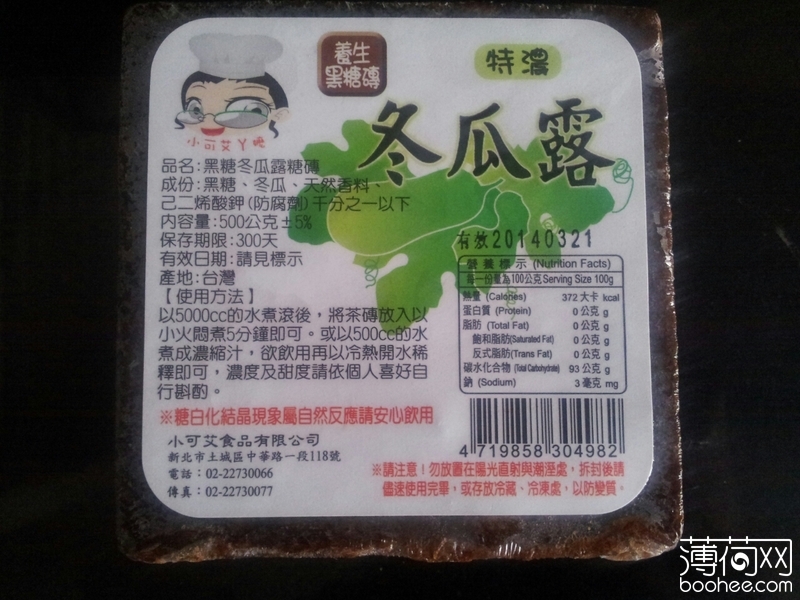 養生
黑糖磚
特濃
冬瓜露
小可艾丫嬤
品名:黑糖冬瓜露糖磚
成份:黑糖、冬瓜、天然香料、
己二烯酸鉀(防腐劑)千分之一以下
內容量:500公克±5%
保存期限:300天
有效日期:請見標示
產地:台灣
【使用方法】
以5000cc的水煮滾後，將茶磚放入以
小火悶煮5分鐘即可。或以500cc的水
煮成濃縮汁，欲飲用再以冷熱開水稀
釋即可，濃度及甜度請依個人喜好自
行斟酌。
※糖白化結晶現象屬自然反應請安心飲用
小可艾食品有限公司
新北市土城區中華路一段118號
電話：02-22730066
傳真：02-22730077
有效20140321
營養標示 (Nutrition Facts)
每一份量為100公克 Serving Size 100g
熱量 (Calories) 372 大卡 kcal
蛋白質 (Protein) 0 公克 g
脂肪 (Total Fat) 0 公克 g
飽和脂肪(Saturated Fat) 0 公克 g
反式脂肪(Trans Fat) 0 公克 g
碳水化合物 (Total Carbohydrate) 93 公克 g
鈉 (Sodium) 3 毫克 mg
4 719858 304982
※請注意！勿放置在陽光直射與潮溼處，拆封後請
儘速使用完畢，或存放冷藏、冷凍處，以防變質。
薄荷网
boohee.com